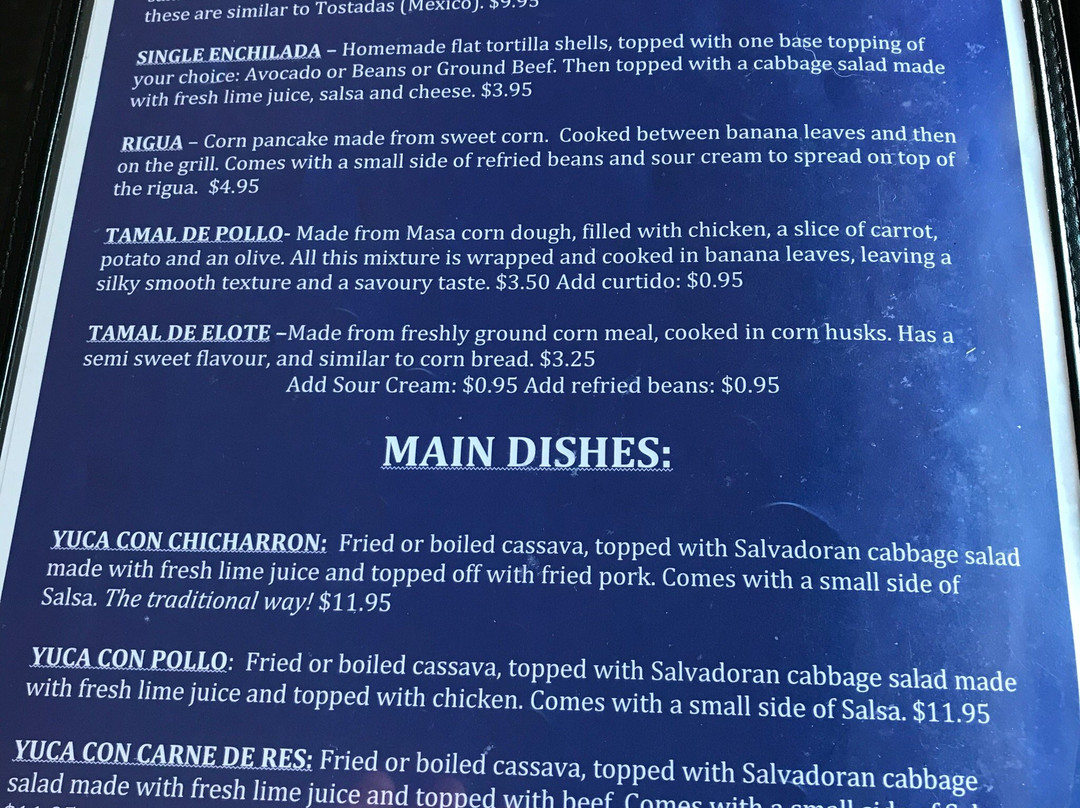 these are similar to Tostadas (Mexico). $9.95
SINGLE ENCHILADA – Homemade flat tortilla shells, topped with one base topping of
your choice: Avocado or Beans or Ground Beef. Then topped with a cabbage salad made
with fresh lime juice, salsa and cheese. $3.95
RIGUA – Corn pancake made from sweet corn. Cooked between banana leaves and then
on the grill. Comes with a small side of refried beans and sour cream to spread on top of
the rigua. $4.95
TAMAL DE POLLO- Made from Masa corn dough, filled with chicken, a slice of carrot,
potato and an olive. All this mixture is wrapped and cooked in banana leaves, leaving a
silky smooth texture and a savoury taste. $3.50 Add curtido: $0.95
TAMAL DE ELOTE –Made from freshly ground corn meal, cooked in corn husks. Has a
semi sweet flavour, and similar to corn bread. $3.25
Add Sour Cream: $0.95 Add refried beans: $0.95
MAIN DISHES:
YUCA CON CHICHARRON: Fried or boiled cassava, topped with Salvadoran cabbage salad
made with fresh lime juice and topped off with fried pork. Comes with a small side of
Salsa. The traditional way! $11.95
YUCA CON POLLO: Fried or boiled cassava, topped with Salvadoran cabbage salad made
with fresh lime juice and topped with chicken. Comes with a small side of Salsa. $11.95
YUCA CON CARNE DE RES: Fried or boiled cassava, topped with Salvadoran cabbage
salad made with fresh lime juice and topped with beef. Comes with a small side of